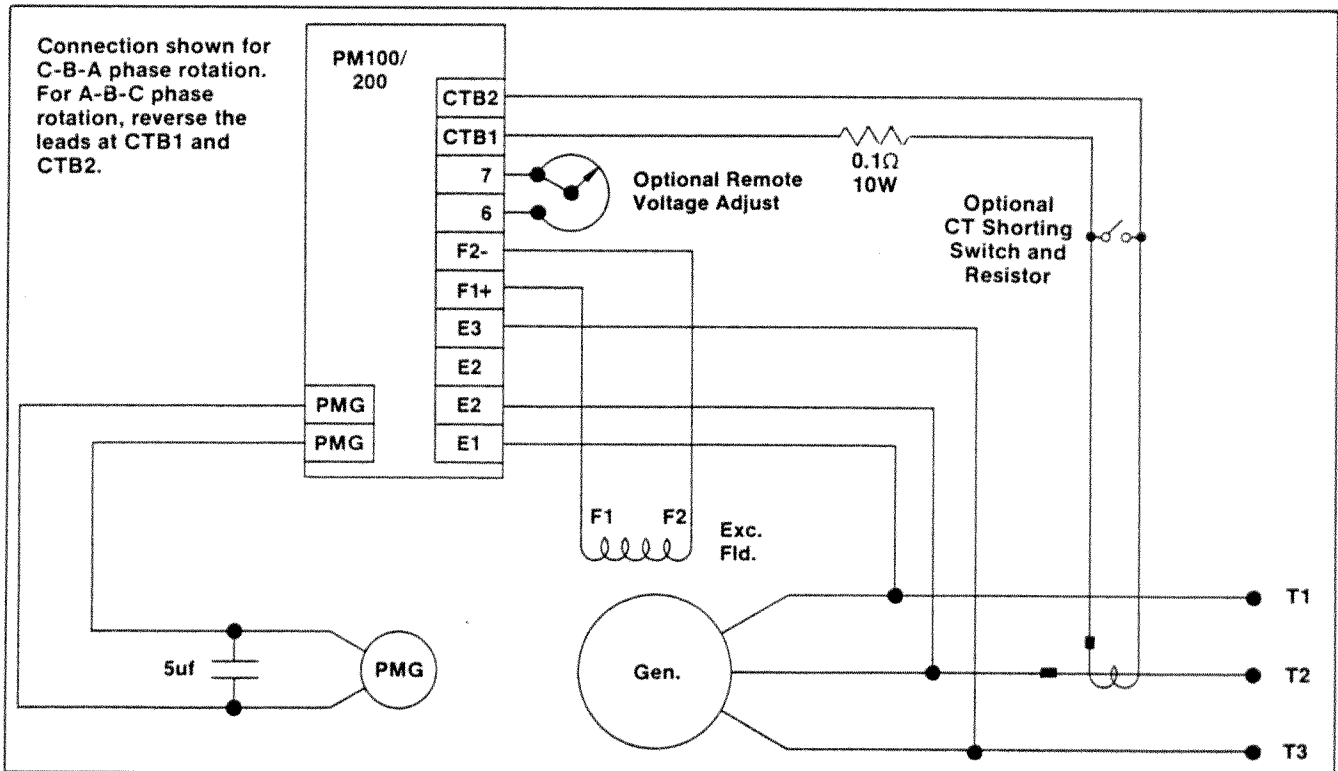 Connection shown for
C-B-A phase rotation.
For A-B-C phase
rotation, reverse the
leads at CTB1 and
CTB2.
PM100/
200
CTB2
CTB1
7
6
F2-
F1+
E3
E2
E2
E1
PMG
PMG
0.1Ω
10W
Optional Remote
Voltage Adjust
Optional
CT Shorting
Switch and
Resistor
F1 F2
Exc.
Fld.
5uf
PMG
Gen.
T1
T2
T3